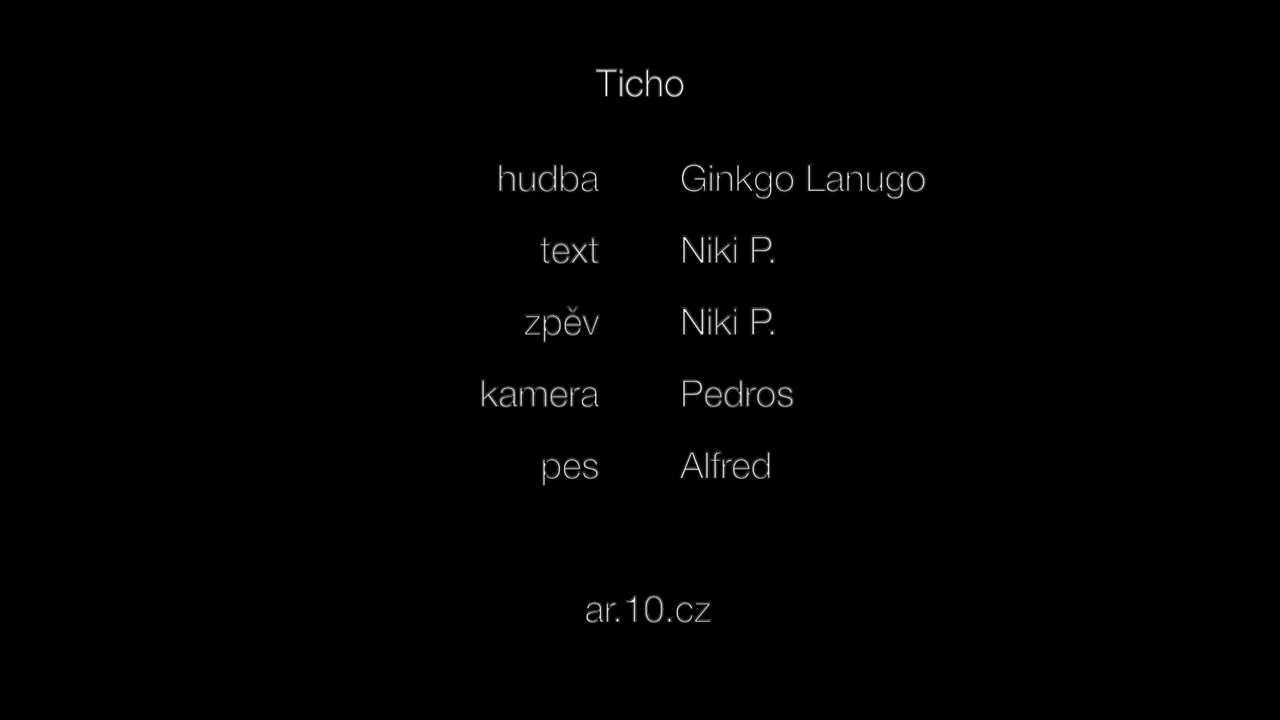 Ticho
hudba Ginkgo Lanugo
text Niki P.
zpěv Niki P.
kamera Pedros
pes Alfred
ar.10.cz